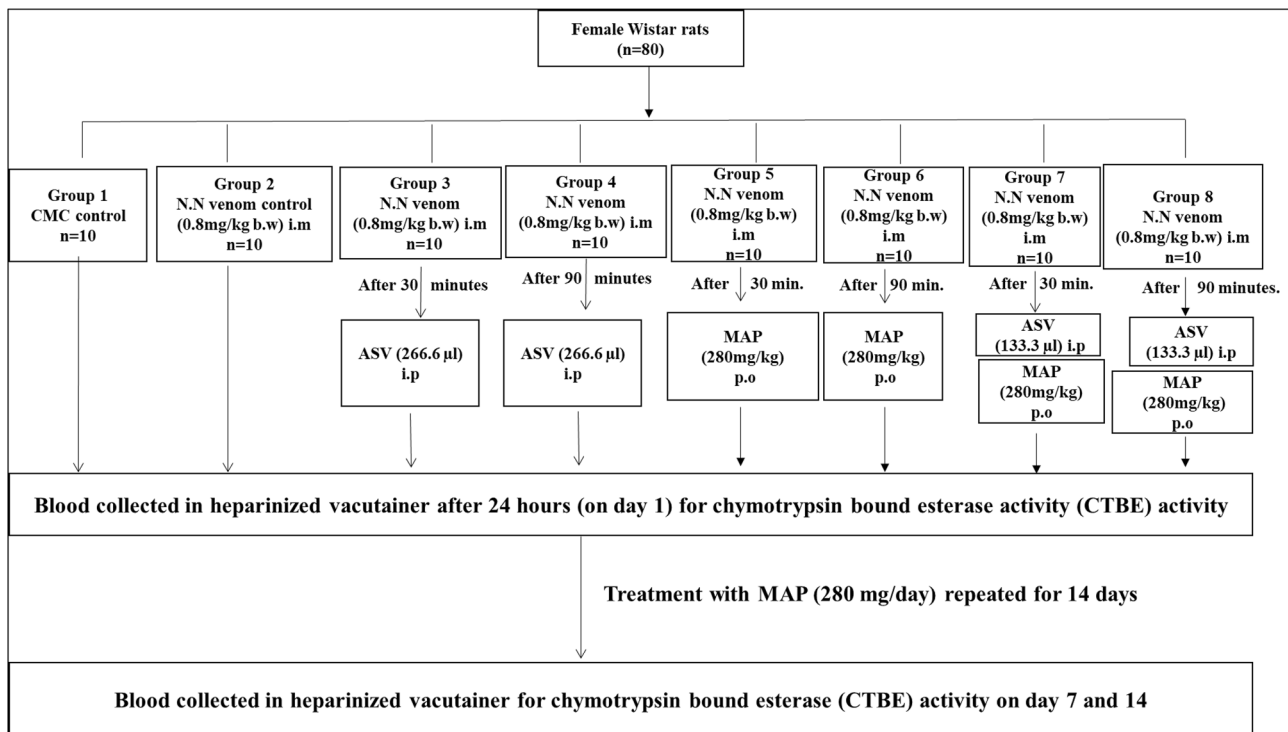 Female Wistar rats
(n=80)
Group 1
CMC control
n=10
Group 2
N.N venom control
(0.8mg/kg b.w) i.m
n=10
Group 3
N.N venom
(0.8mg/kg b.w) i.m
n=10
Group 4
N.N venom
(0.8mg/kg b.w) i.m
n=10
Group 5
N.N venom
(0.8mg/kg b.w)
i.m
n=10
Group 6
N.N venom
(0.8mg/kg b.w)
i.m
n=10
Group 7
N.N venom
(0.8mg/kg b.w)
i.m
n=10
Group 8
N.N venom
(0.8mg/kg b.w) i.m
n=10
After 30 minutes
After 90 minutes
After 30 min.
After 90 min.
After 30 min.
After 90 minutes.
ASV (266.6 µl)
i.p
ASV (266.6 µl)
i.p
MAP
(280mg/kg)
p.o
MAP
(280mg/kg)
p.o
ASV
(133.3 µl) i.p
MAP
(280mg/kg)
p.o
ASV
(133.3 µl) i.p
MAP
(280mg/kg)
p.o
Blood collected in heparinized vacutainer after 24 hours (on day 1) for chymotrypsin bound esterase activity (CTBE) activity
Treatment with MAP (280 mg/day) repeated for 14 days
Blood collected in heparinized vacutainer for chymotrypsin bound esterase (CTBE) activity on day 7 and 14